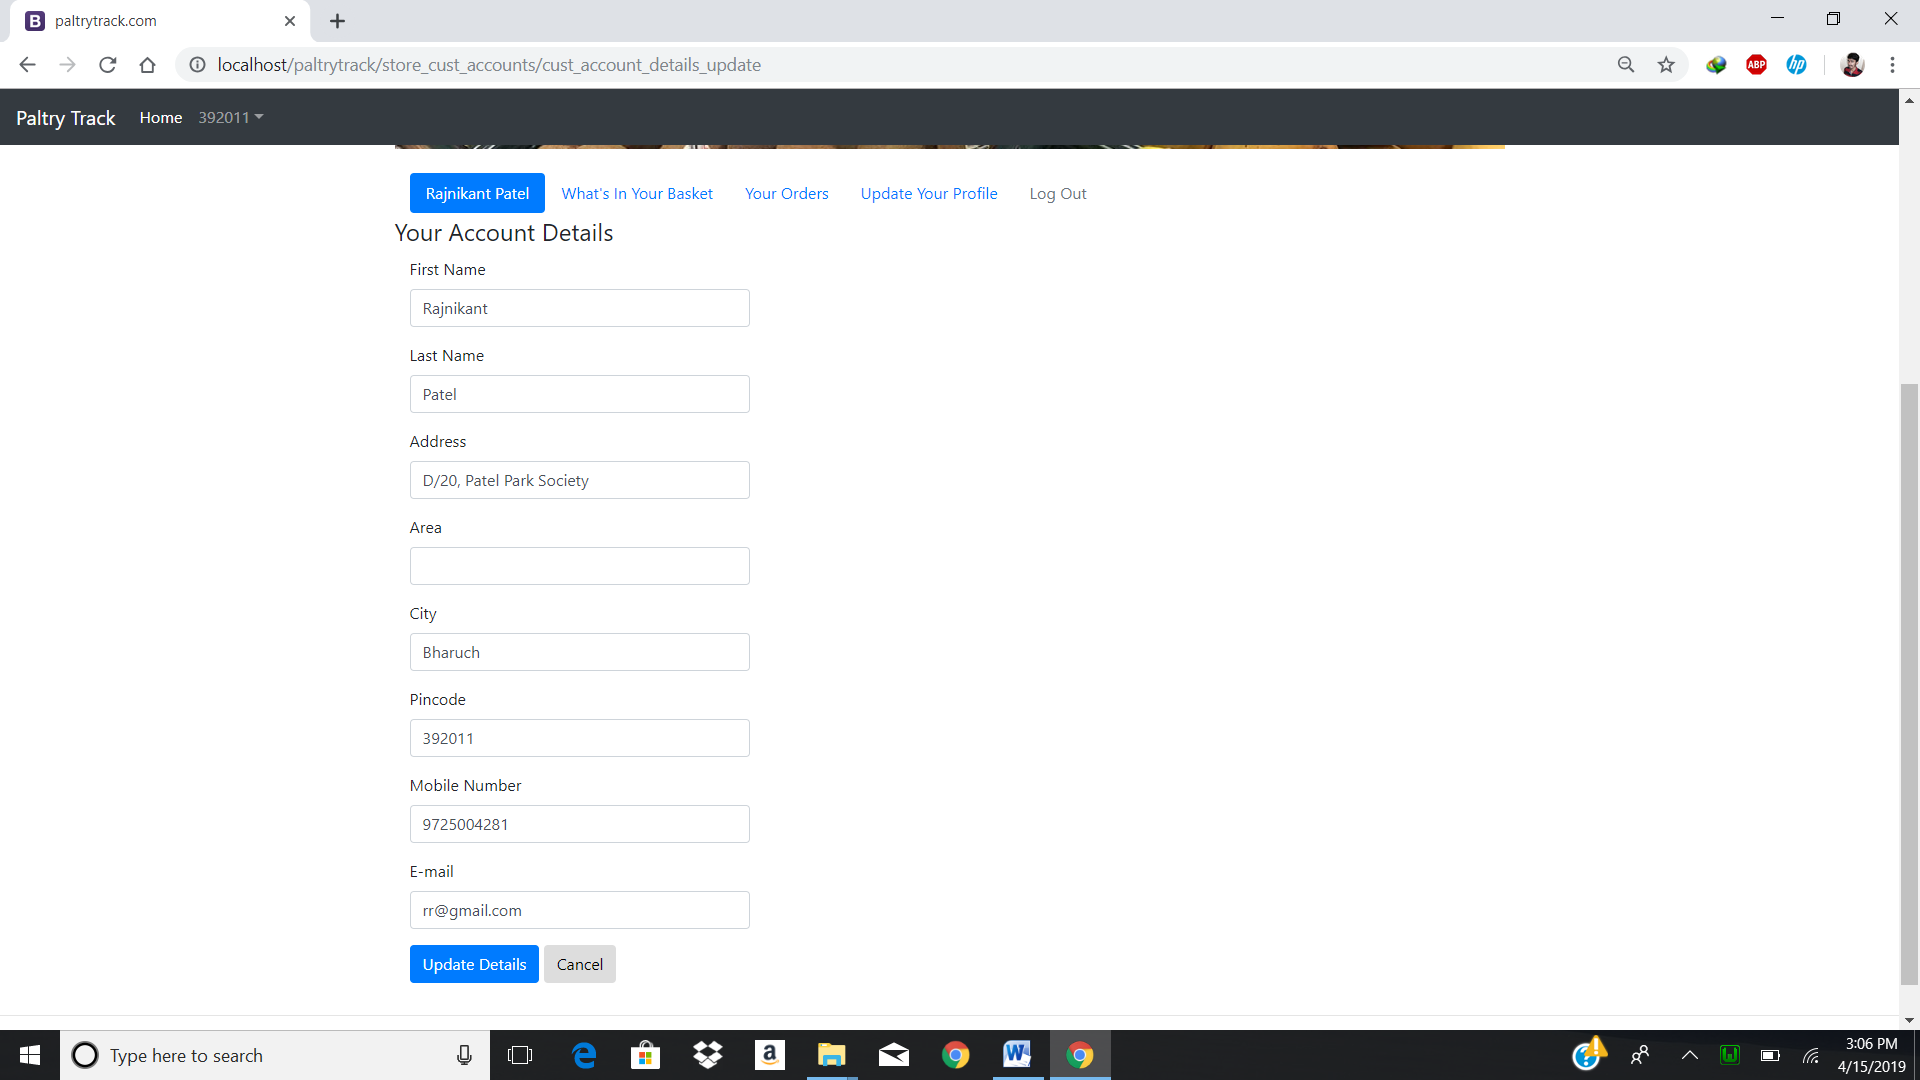 paltrytrack.com
localhost/paltrytrack/store_cust_accounts/cust_account_details_update
ABP
hp
Paltry Track Home 392011
Rajnikant Patel What's In Your Basket Your Orders Update Your Profile Log Out
Your Account Details
First Name
Rajnikant
Last Name
Patel
Address
D/20, Patel Park Society
Area
City
Bharuch
Pincode
392011
Mobile Number
9725004281
E-mail
rr@gmail.com
Update Details Cancel
Type here to search
3:06 PM
4/15/2019